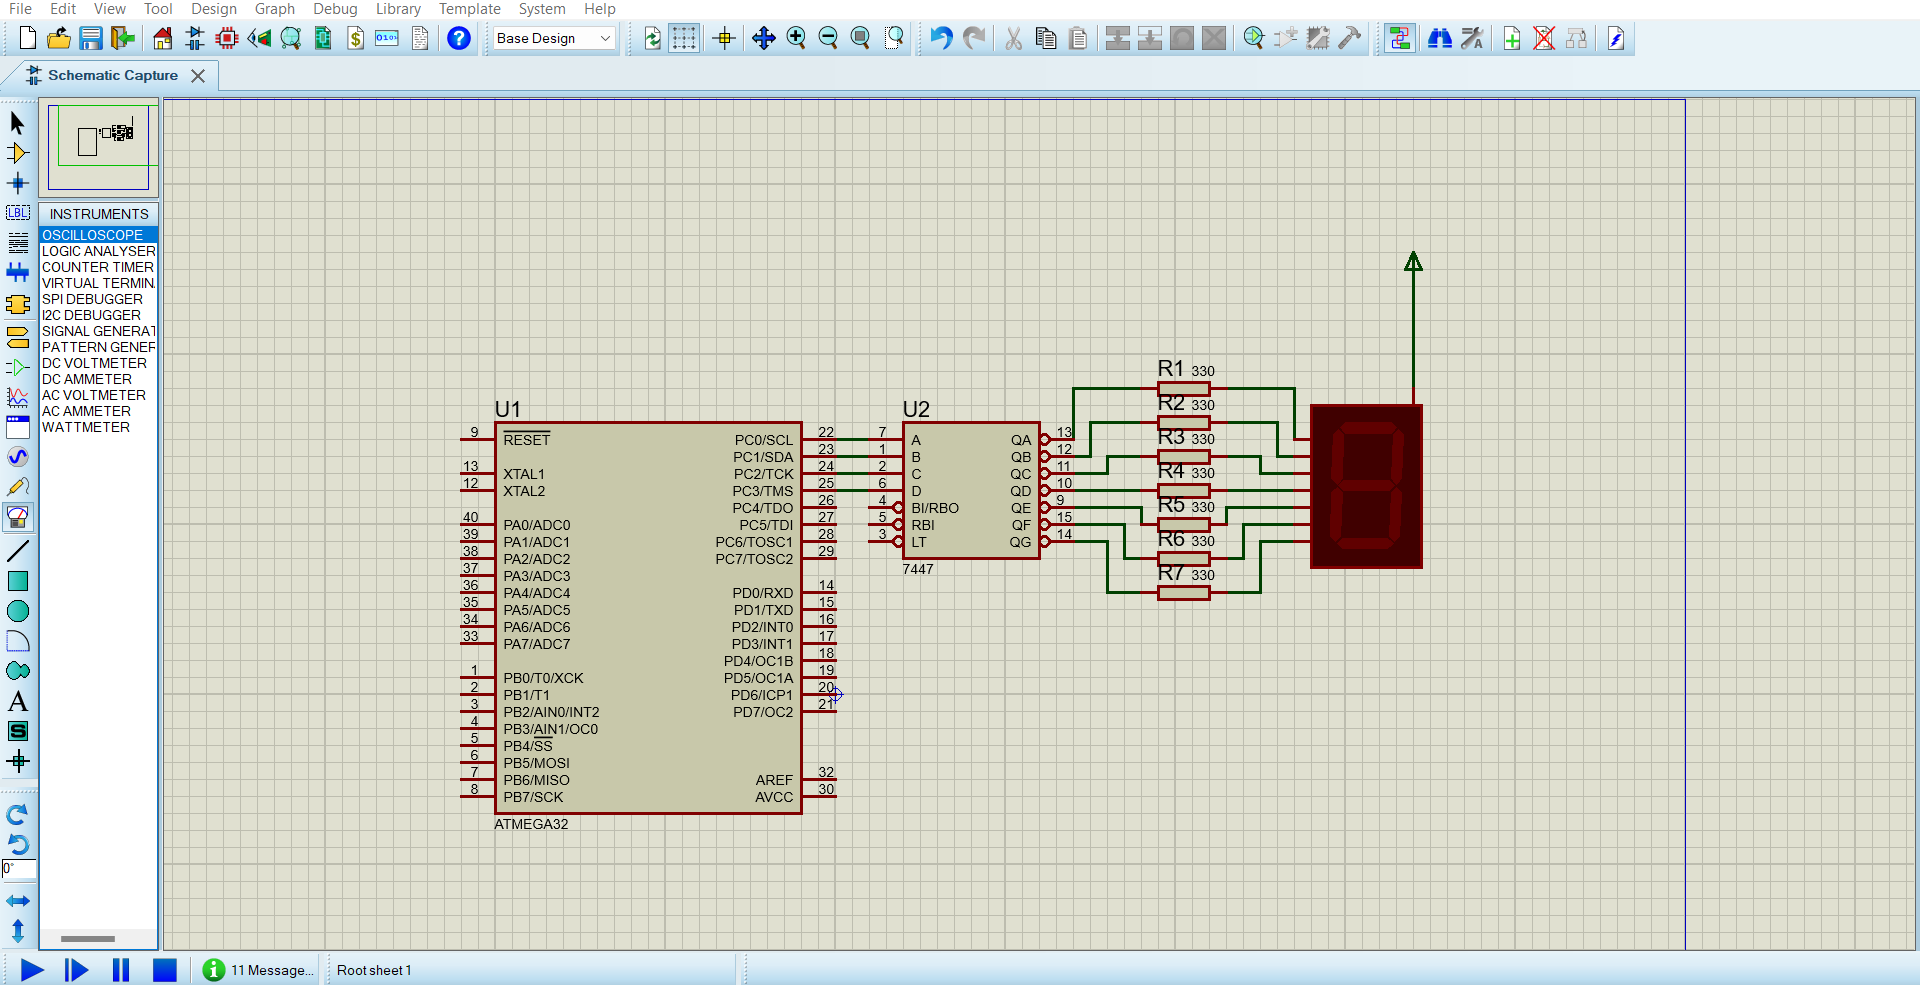 File Edit View Tool Design Graph Debug Library Template System Help
Base Design
Schematic Capture
INSTRUMENTS
OSCILLOSCOPE
LOGIC ANALYSER
COUNTER TIMER
VIRTUAL TERMIN
SPI DEBUGGER
I2C DEBUGGER
SIGNAL GENERAT
PATTERN GENER
DC VOLTMETER
DC AMMETER
AC VOLTMETER
AC AMMETER
WATTMETER
LBL
A
S
0°
U1
9 RESET
13 XTAL1
12 XTAL2
40 PA0/ADC0
39 PA1/ADC1
38 PA2/ADC2
37 PA3/ADC3
36 PA4/ADC4
35 PA5/ADC5
34 PA6/ADC6
33 PA7/ADC7
1 PB0/T0/XCK
2 PB1/T1
3 PB2/AIN0/INT2
4 PB3/AIN1/OC0
5 PB4/SS
6 PB5/MOSI
7 PB6/MISO
8 PB7/SCK
PC0/SCL 22
PC1/SDA 23
PC2/TCK 24
PC3/TMS 25
PC4/TDO 26
PC5/TDI 27
PC6/TOSC1 28
PC7/TOSC2 29
PD0/RXD 14
PD1/TXD 15
PD2/INT0 16
PD3/INT1 17
PD4/OC1B 18
PD5/OC1A 19
PD6/ICP1 20
PD7/OC2 21
AREF 32
AVCC 30
ATMEGA32
U2
7 A QA 13
1 B QB 12
2 C QC 11
6 D QD 10
4 BI/RBO QE 9
5 RBI QF 15
3 LT QG 14
7447
R1 330
R2 330
R3 330
R4 330
R5 330
R6 330
R7 330
11 Message...
Root sheet 1